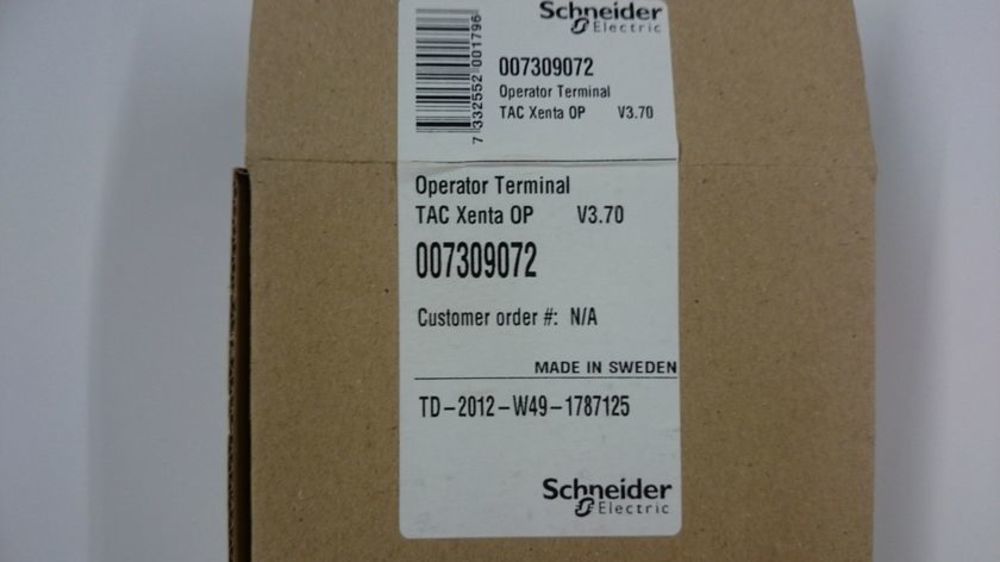 Schneider
Electric
007309072
Operator Terminal
TAC Xenta OP V3.70
7 332552 001796
Operator Terminal
TAC Xenta OP V3.70
007309072
Customer order #: N/A
MADE IN SWEDEN
TD-2012-W49-1787125
Schneider
Electric